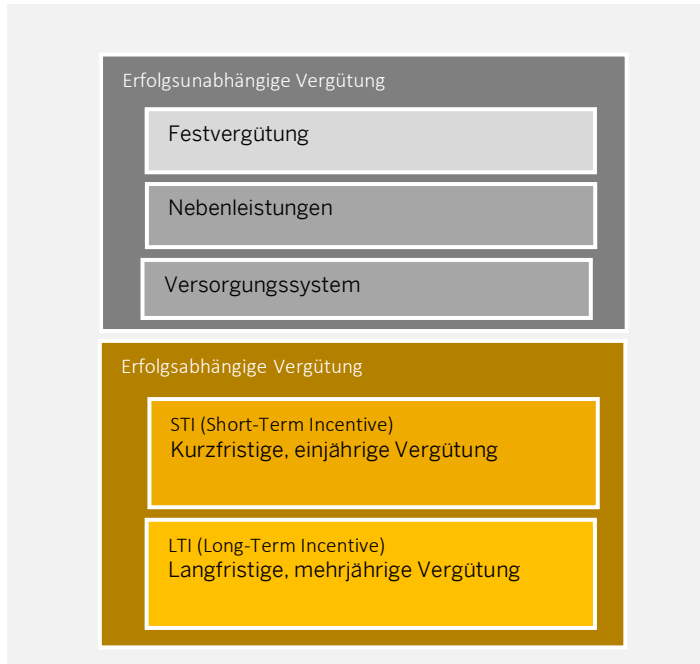 Erfolgsunabhängige Vergütung
Festvergütung
Nebenleistungen
Versorgungssystem
Erfolgsabhängige Vergütung
STI (Short-Term Incentive)
Kurzfristige, einjährige Vergütung
LTI (Long-Term Incentive)
Langfristige, mehrjährige Vergütung